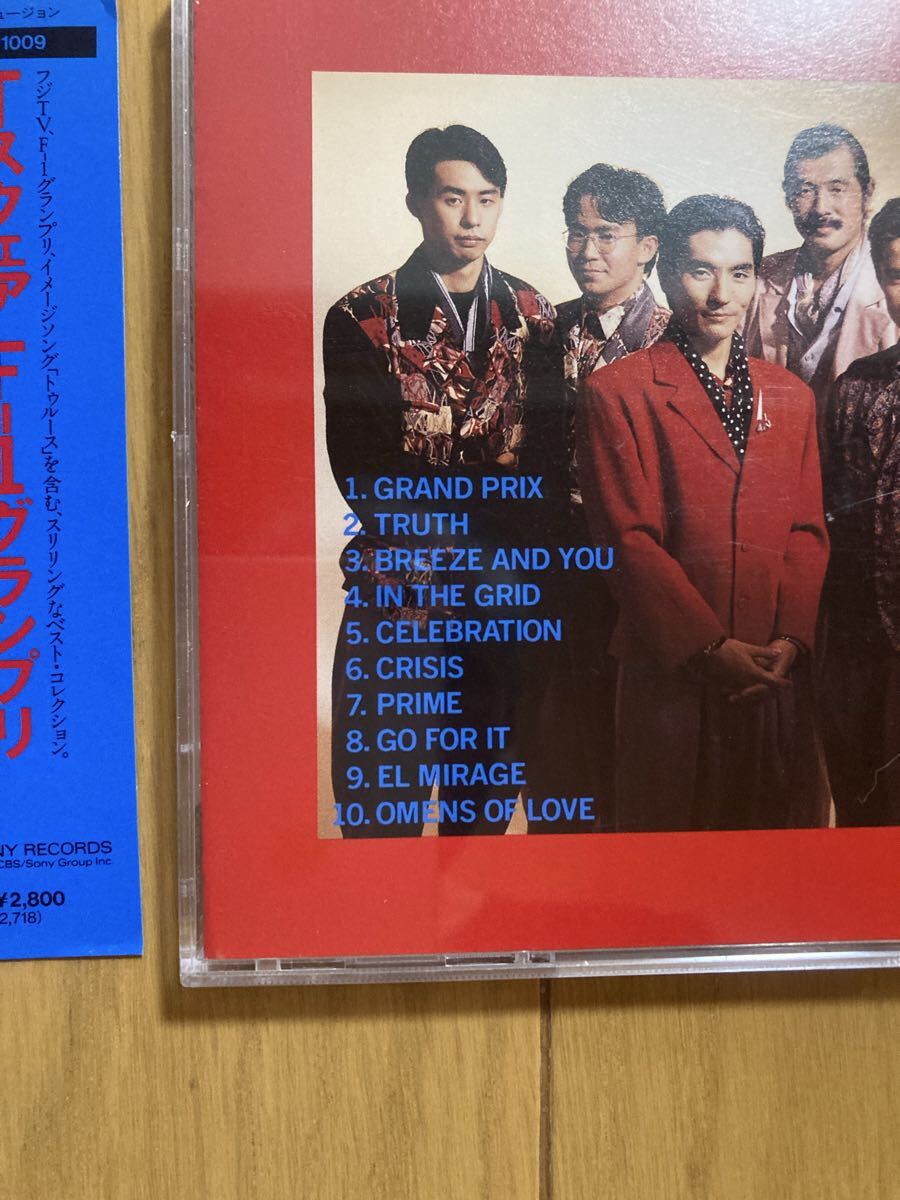 ュージョン
1009
フジTV、F-1グランプリ、イメージソング「トゥルース」を含む、スリリングなベスト・コレクション。
T スクェア F-1 グランプリ
NY RECORDS
CBS/Sony Group Inc
¥2,800
2,718)
1. GRAND PRIX
2. TRUTH
3. BREEZE AND YOU
4. IN THE GRID
5. CELEBRATION
6. CRISIS
7. PRIME
8. GO FOR IT
9. EL MIRAGE
10. OMENS OF LOVE